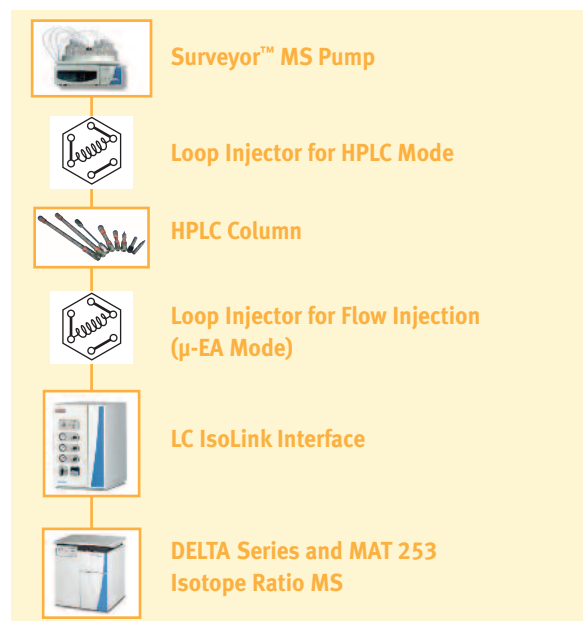 Surveyor™ MS Pump
Loop Injector for HPLC Mode
HPLC Column
Loop Injector for Flow Injection
(µ-EA Mode)
LC IsoLink Interface
DELTA Series and MAT 253
Isotope Ratio MS